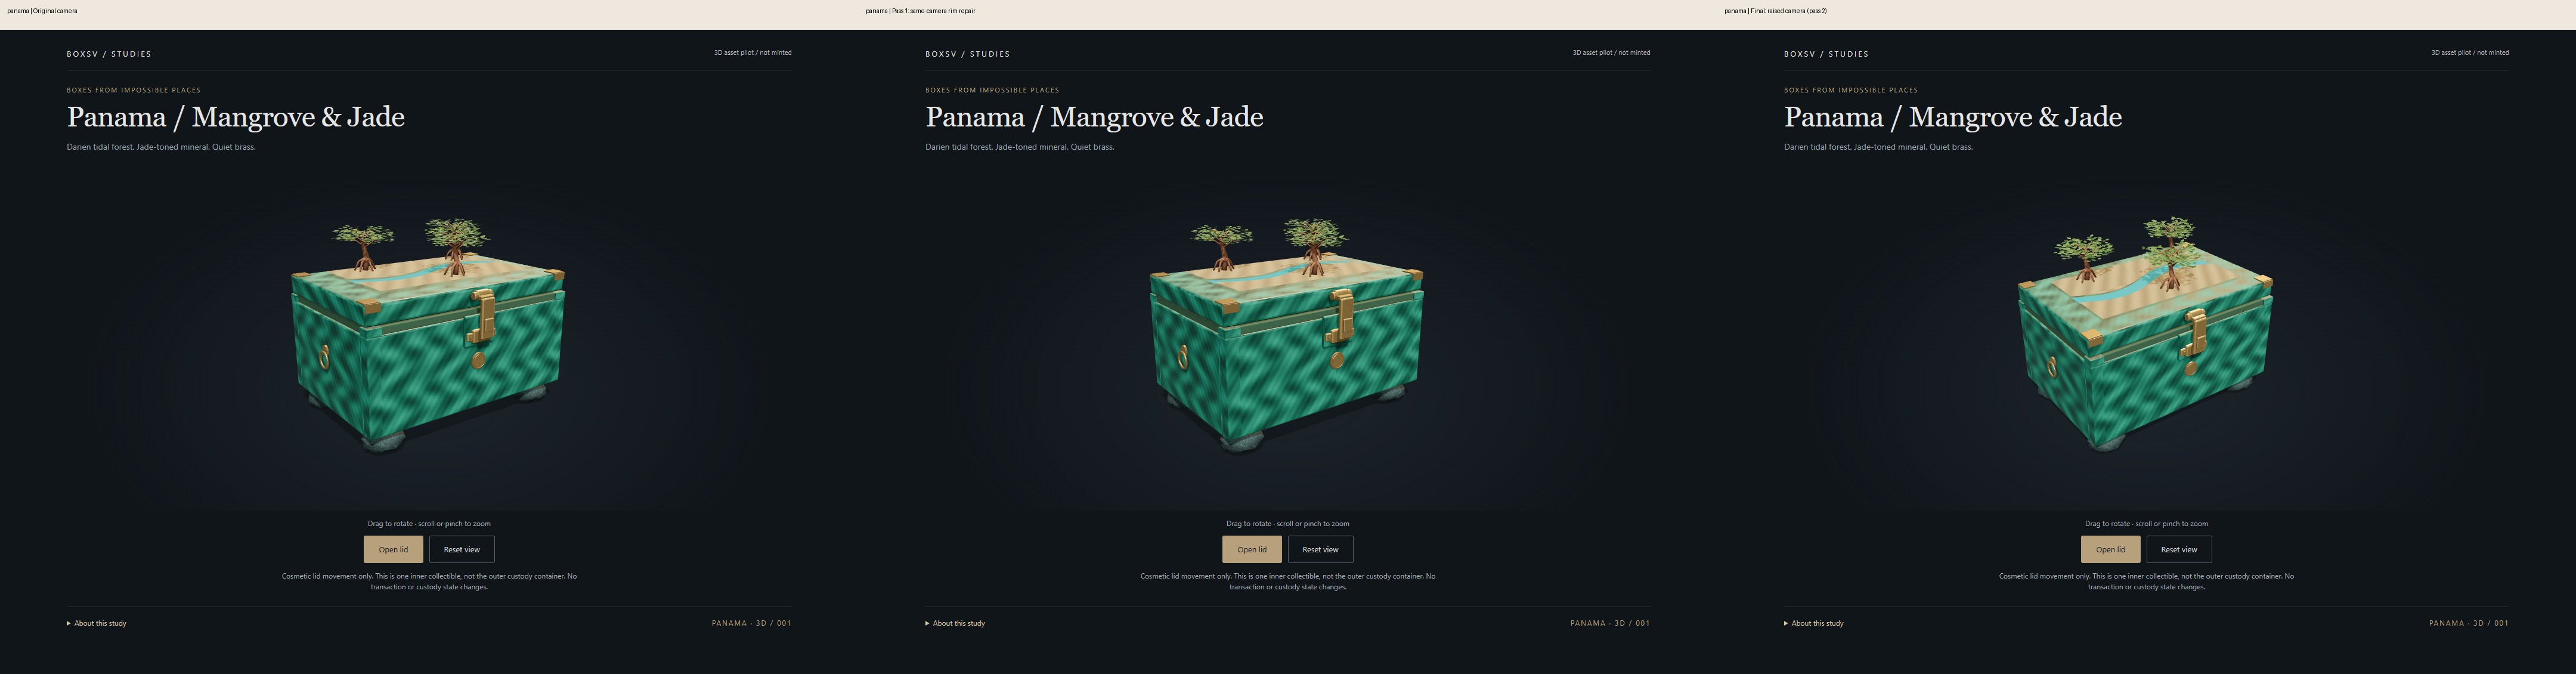 panama | Original camera
BOXSV / STUDIES
3D asset pilot / not minted
BOXES FROM IMPOSSIBLE PLACES
Panama / Mangrove & Jade
Darien tidal forest. Jade-toned mineral. Quiet brass.
Drag to rotate · scroll or pinch to zoom
Open lid
Reset view
Cosmetic lid movement only. This is one inner collectible, not the outer custody container. No
transaction or custody state changes.
About this study
PANAMA · 3D / 001
panama | Pass 1: same-camera rim repair
BOXSV / STUDIES
3D asset pilot / not minted
BOXES FROM IMPOSSIBLE PLACES
Panama / Mangrove & Jade
Darien tidal forest. Jade-toned mineral. Quiet brass.
Drag to rotate · scroll or pinch to zoom
Open lid
Reset view
Cosmetic lid movement only. This is one inner collectible, not the outer custody container. No
transaction or custody state changes.
About this study
PANAMA · 3D / 001
panama | Final: raised camera (pass 2)
BOXSV / STUDIES
3D asset pilot / not minted
BOXES FROM IMPOSSIBLE PLACES
Panama / Mangrove & Jade
Darien tidal forest. Jade-toned mineral. Quiet brass.
Drag to rotate · scroll or pinch to zoom
Open lid
Reset view
Cosmetic lid movement only. This is one inner collectible, not the outer custody container. No
transaction or custody state changes.
About this study
PANAMA · 3D / 001